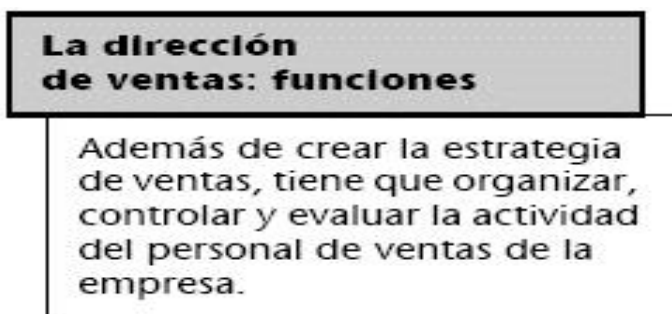 La dirección
de ventas: funciones
Además de crear la estrategia
de ventas, tiene que organizar,
controlar y evaluar la actividad
del personal de ventas de la
empresa.